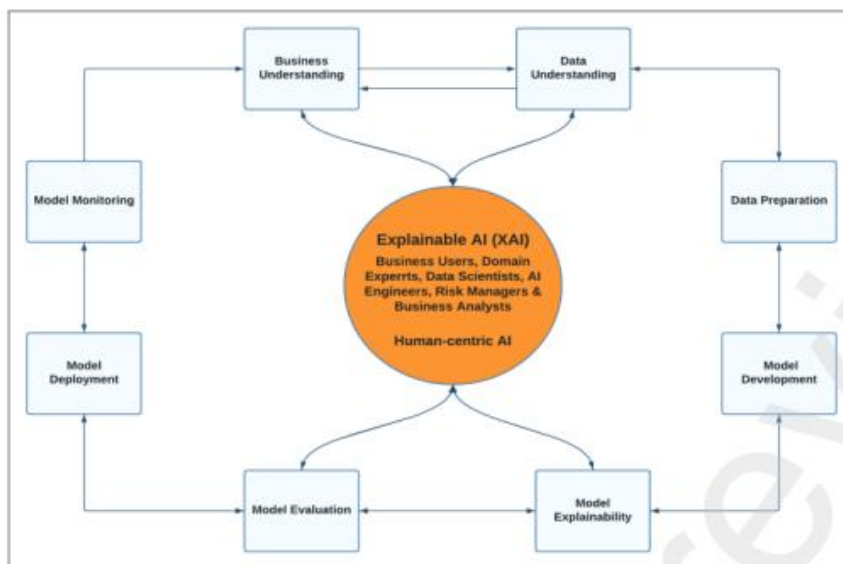 Business
Understanding
Data
Understanding
Model Monitoring
Data Preparation
Explainable AI (XAI)
Business Users, Domain
Experrts, Data Scientists, AI
Engineers, Risk Managers &
Business Analysts
Human-centric AI
Model
Deployment
Model
Development
Model Evaluation
Model
Explainability